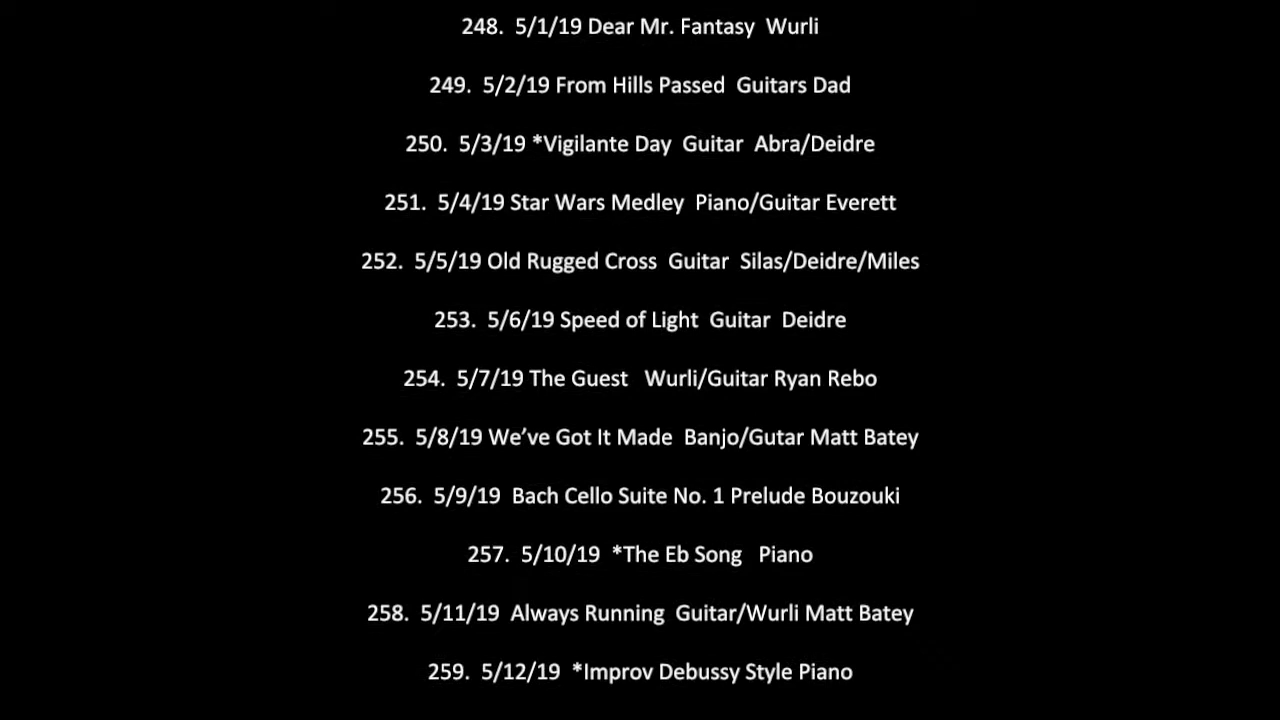 248. 5/1/19 Dear Mr. Fantasy Wurli
249. 5/2/19 From Hills Passed Guitars Dad
250. 5/3/19 *Vigilante Day Guitar Abra/Deidre
251. 5/4/19 Star Wars Medley Piano/Guitar Everett
252. 5/5/19 Old Rugged Cross Guitar Silas/Deidre/Miles
253. 5/6/19 Speed of Light Guitar Deidre
254. 5/7/19 The Guest Wurli/Guitar Ryan Rebo
255. 5/8/19 We’ve Got It Made Banjo/Gutar Matt Batey
256. 5/9/19 Bach Cello Suite No. 1 Prelude Bouzouki
257. 5/10/19 *The Eb Song Piano
258. 5/11/19 Always Running Guitar/Wurli Matt Batey
259. 5/12/19 *Improv Debussy Style Piano